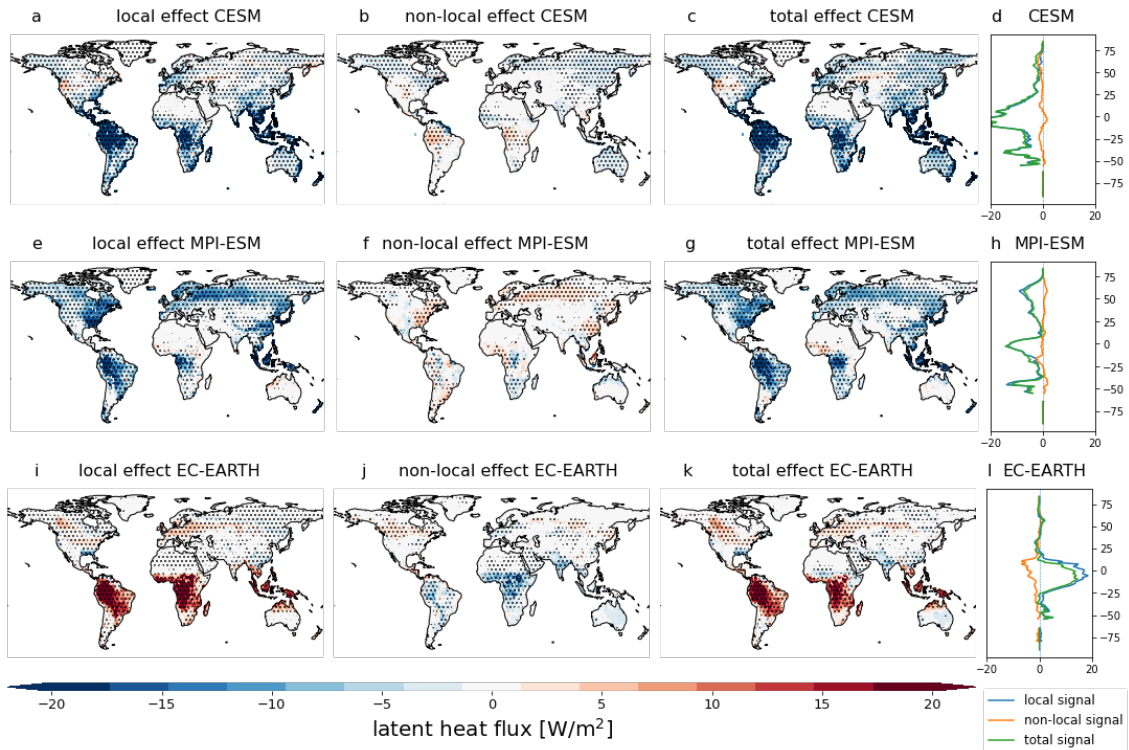 a local effect CESM b non-local effect CESM c total effect CESM d CESM
75
50
25
0
−25
−50
−75
−20 0 20
e local effect MPI-ESM f non-local effect MPI-ESM g total effect MPI-ESM h MPI-ESM
75
50
25
0
−25
−50
−75
−20 0 20
i local effect EC-EARTH j non-local effect EC-EARTH k total effect EC-EARTH l EC-EARTH
75
50
25
0
−25
−50
−75
−20 0 20
−20 −15 −10 −5 0 5 10 15 20
latent heat flux [W/m²]
local signal
non-local signal
total signal